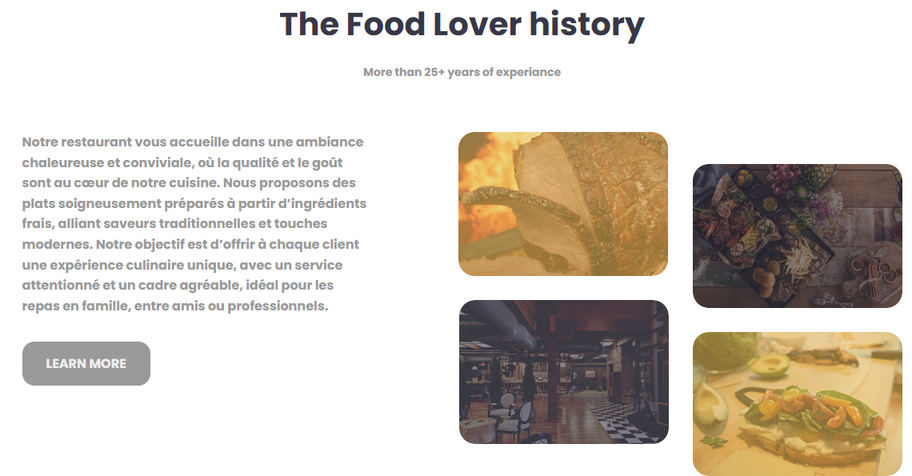 The Food Lover history
More than 25+ years of experiance
Notre restaurant vous accueille dans une ambiance
chaleureuse et conviviale, où la qualité et le goût
sont au cœur de notre cuisine. Nous proposons des
plats soigneusement préparés à partir d’ingrédients
frais, alliant saveurs traditionnelles et touches
modernes. Notre objectif est d’offrir à chaque client
une expérience culinaire unique, avec un service
attentionné et un cadre agréable, idéal pour les
repas en famille, entre amis ou professionnels.
LEARN MORE